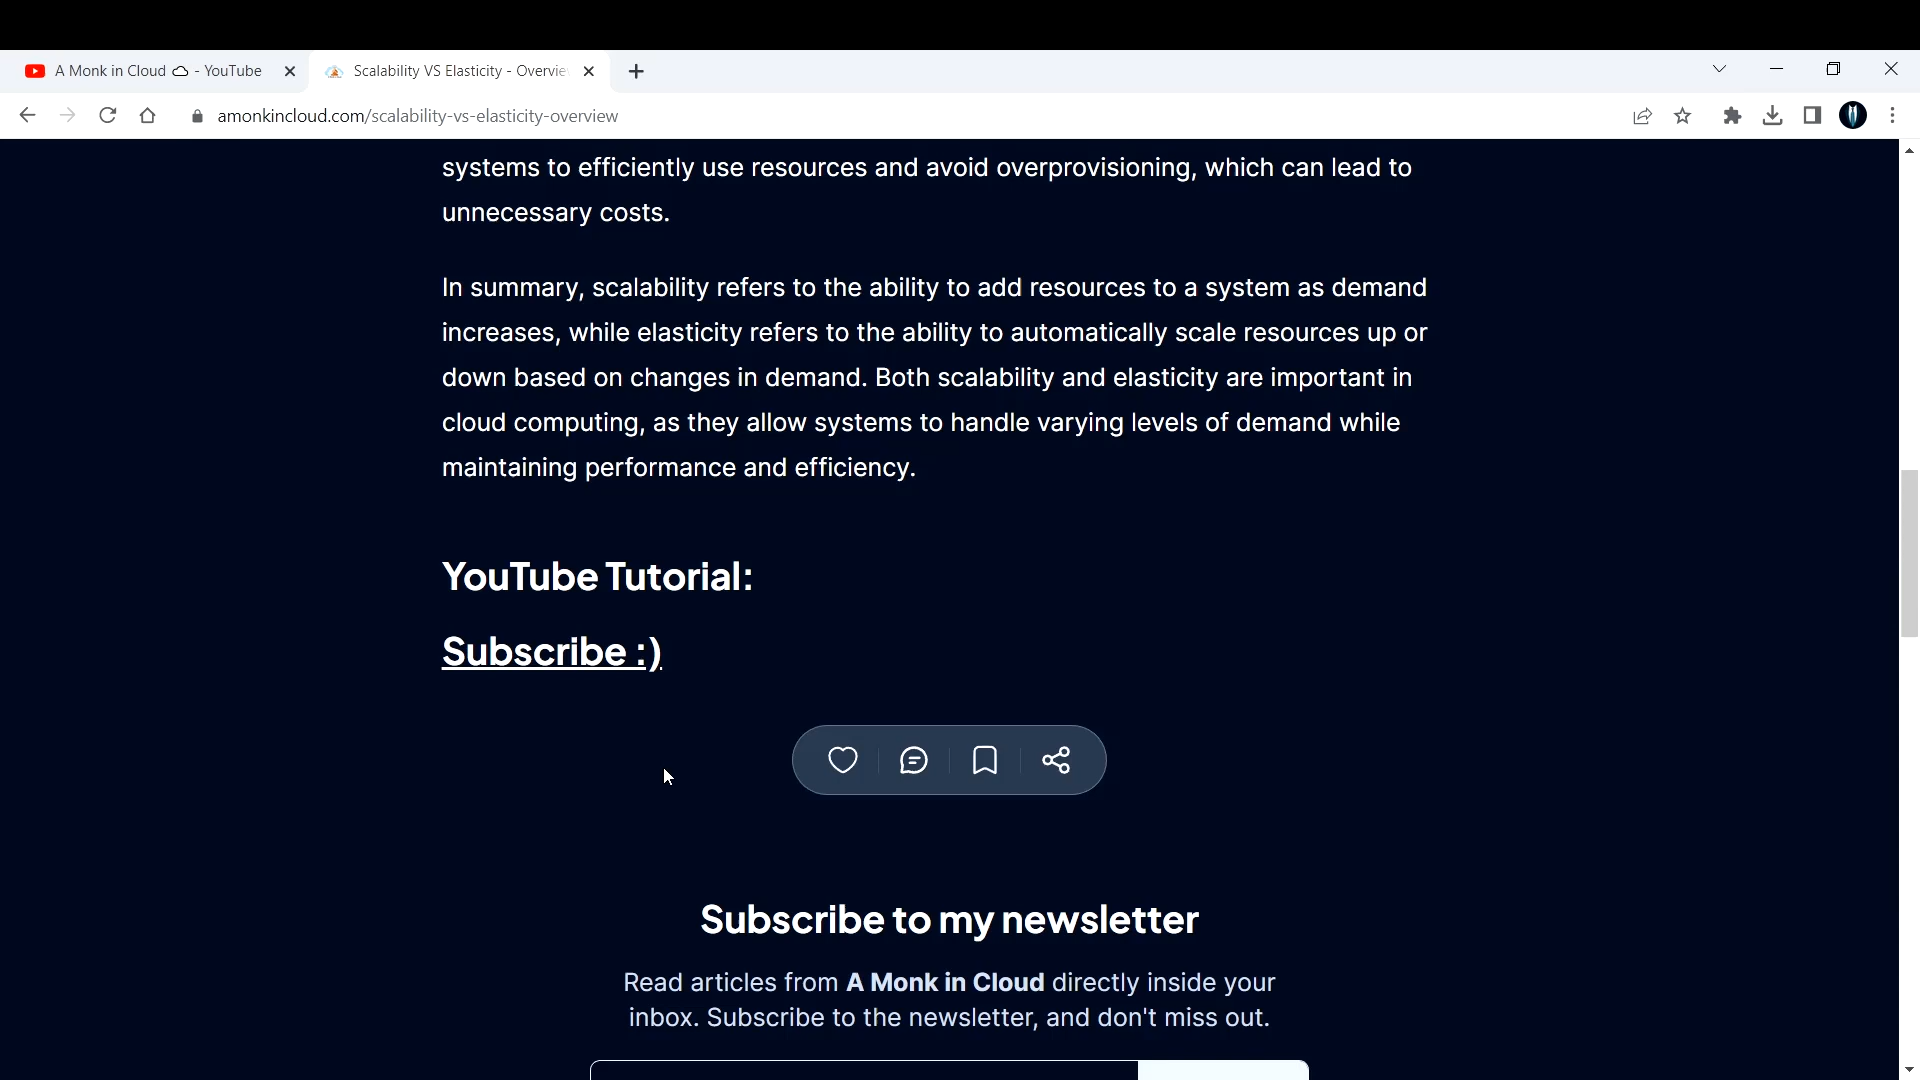 A Monk in Cloud - YouTube
Scalability VS Elasticity - Overvie
amonkincloud.com/scalability-vs-elasticity-overview
systems to efficiently use resources and avoid overprovisioning, which can lead to
unnecessary costs.
In summary, scalability refers to the ability to add resources to a system as demand
increases, while elasticity refers to the ability to automatically scale resources up or
down based on changes in demand. Both scalability and elasticity are important in
cloud computing, as they allow systems to handle varying levels of demand while
maintaining performance and efficiency.
YouTube Tutorial:
Subscribe :)
Subscribe to my newsletter
Read articles from A Monk in Cloud directly inside your
inbox. Subscribe to the newsletter, and don't miss out.